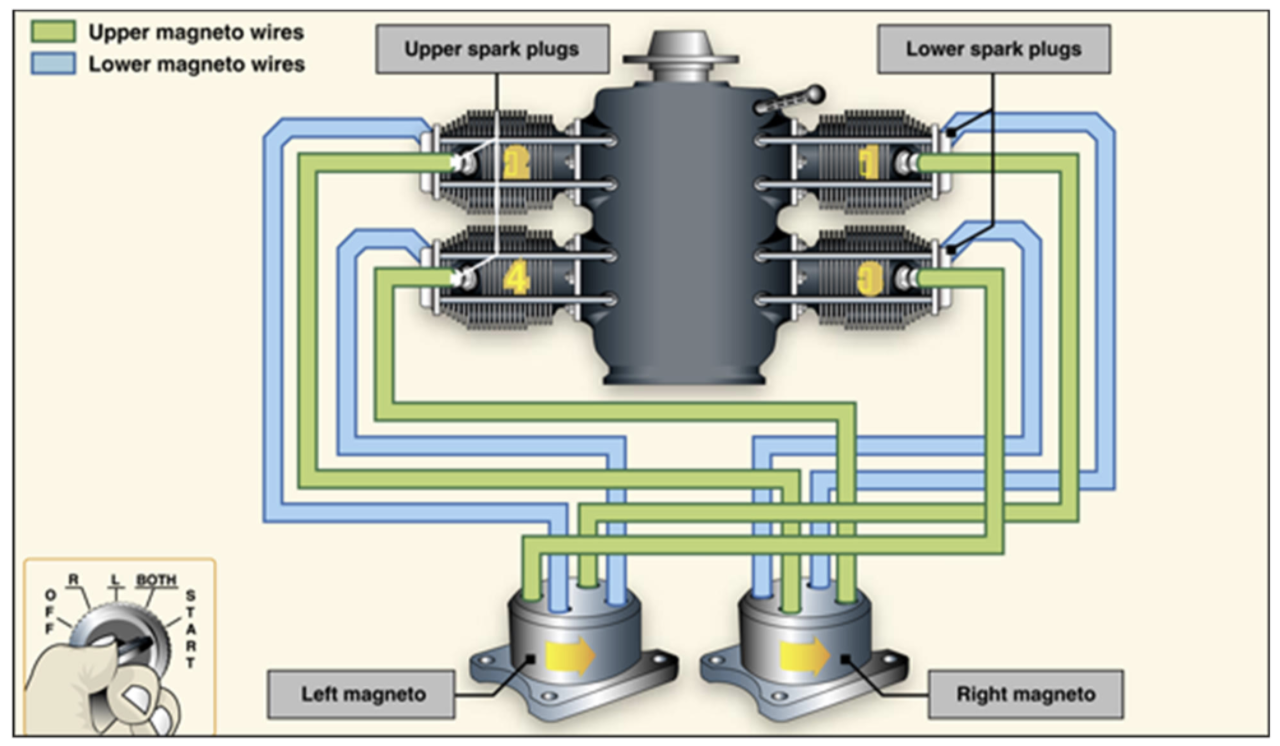 Upper magneto wires
Lower magneto wires
Upper spark plugs
Lower spark plugs
2
1
4
3
OFF
R
L
BOTH
START
Left magneto
Right magneto